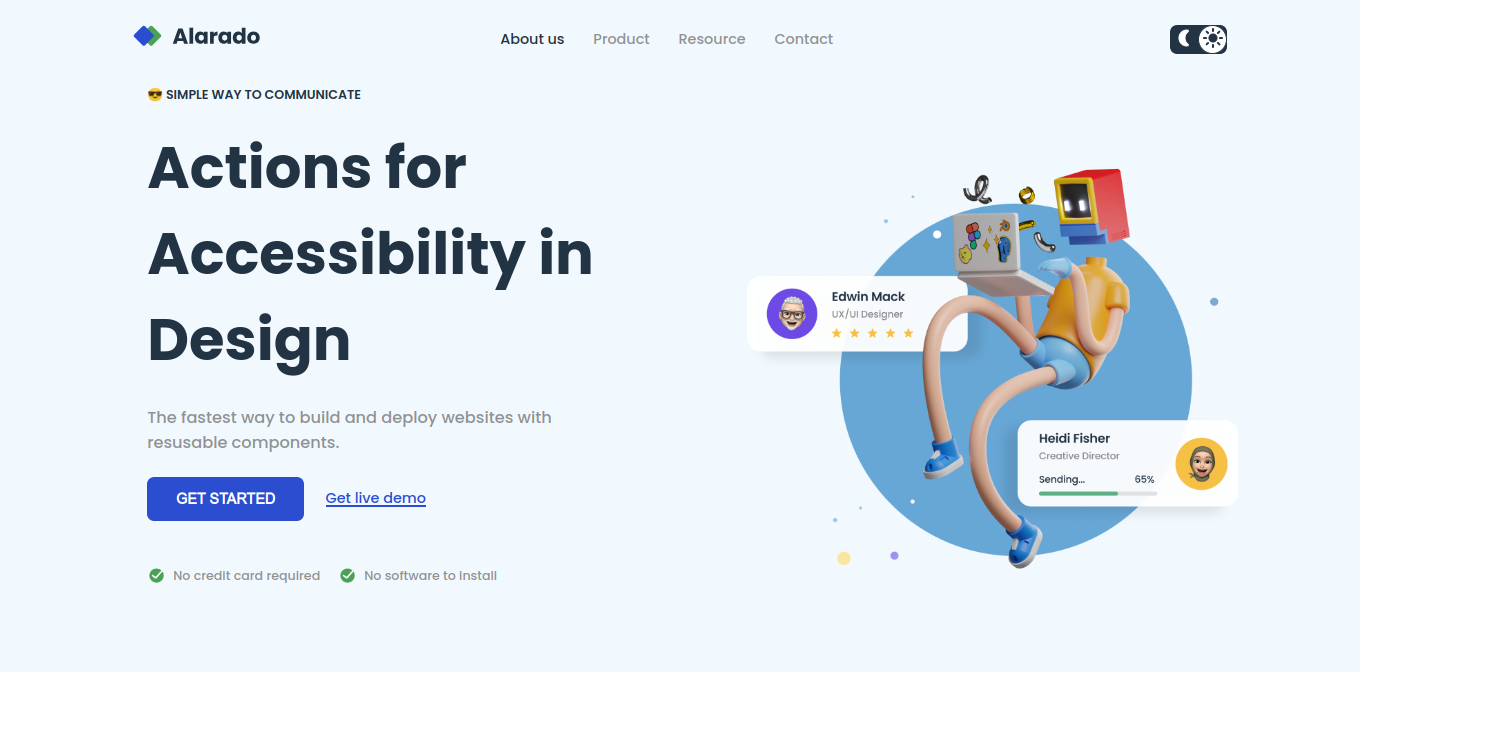 Alarado
About us Product Resource Contact
😎 SIMPLE WAY TO COMMUNICATE
Actions for
Accessibility in
Design
The fastest way to build and deploy websites with
resusable components.
GET STARTED Get live demo
No credit card required No software to install
Edwin Mack
UX/UI Designer
Heidi Fisher
Creative Director
Sending... 65%